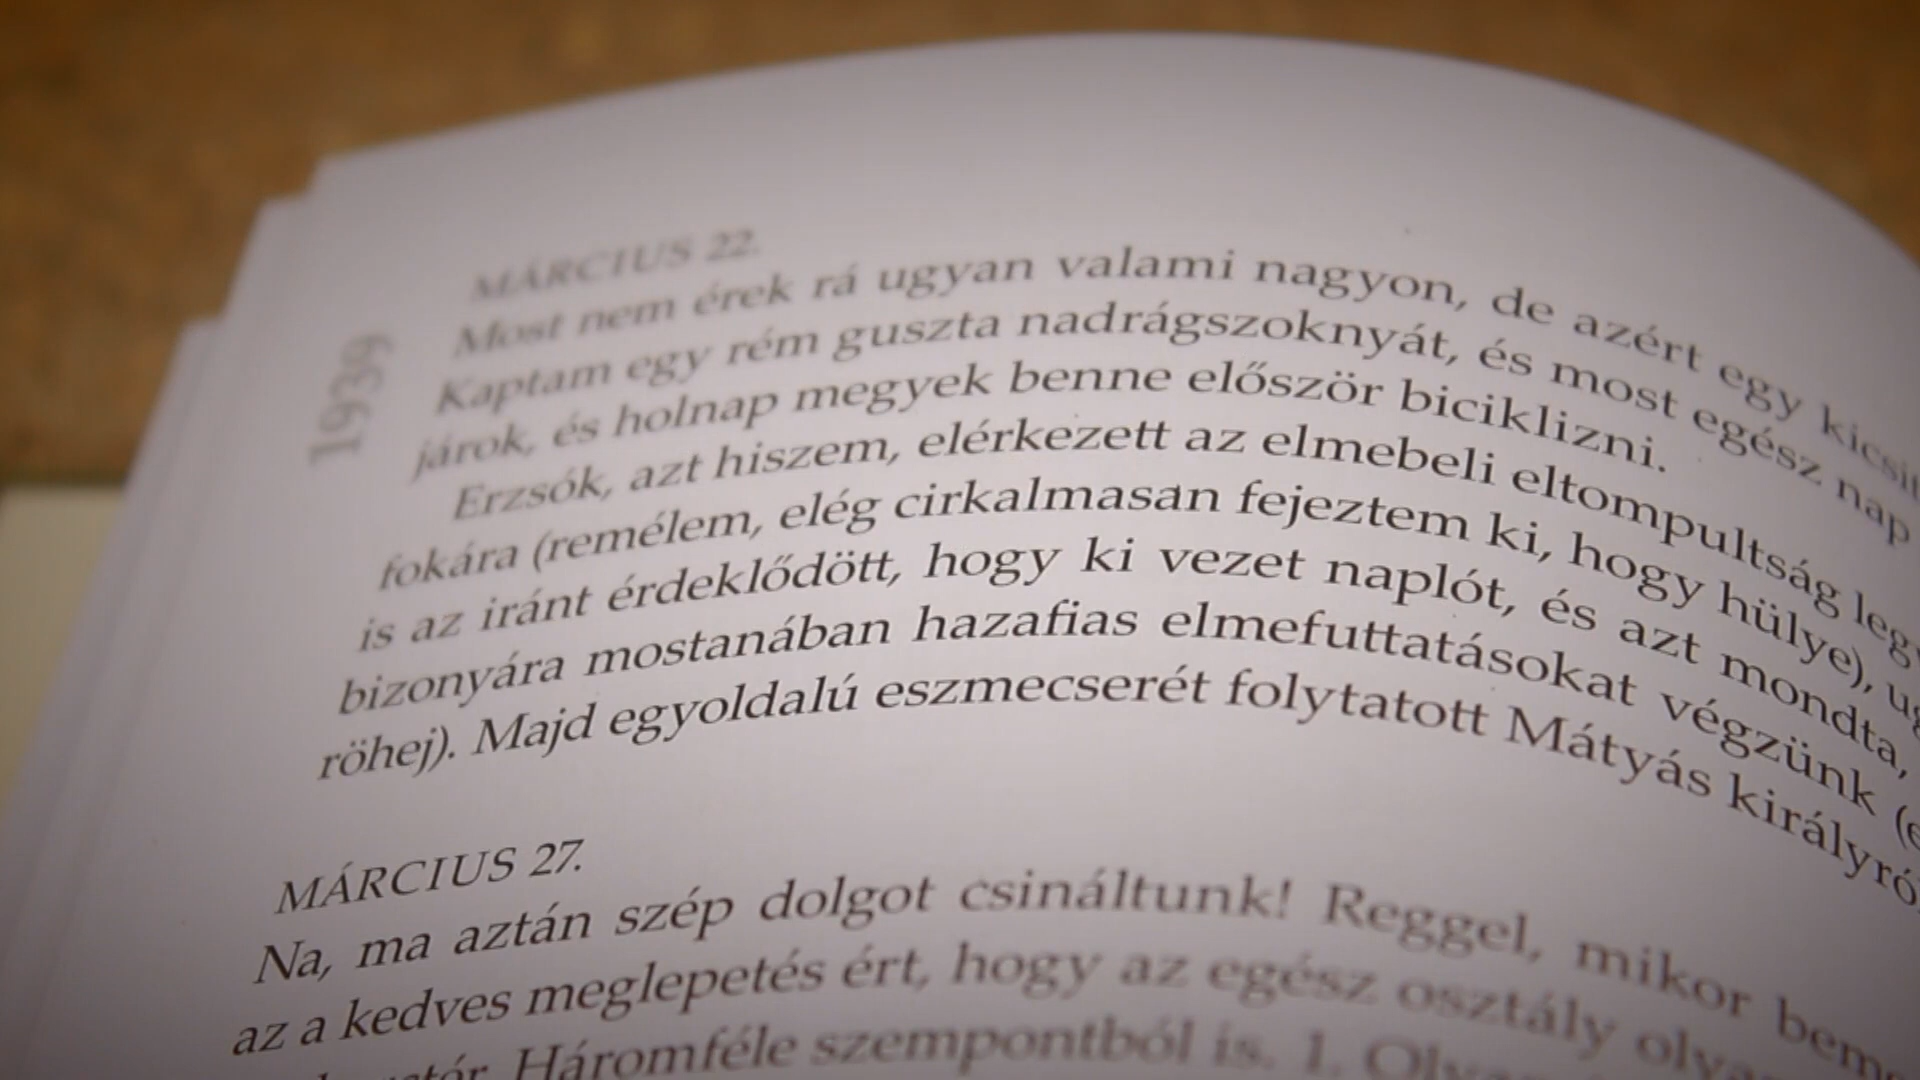 1939
MÁRCIUS 22.
Most nem érek rá ugyan valami nagyon, de azért egy kicsit
Kaptam egy rém guszta nadrágszoknyát, és most egész nap
járok, és holnap megyek benne először biciklizni.
Erzsók, azt hiszem, elérkezett az elmebeli eltompultság
fokára (remélem, elég cirkalmasan fejeztem ki, hogy hülye),
is az iránt érdeklődött, hogy ki vezet naplót, és azt mondta,
bizonyára mostanában hazafias elmefuttatásokat végzünk
röhej). Majd egyoldalú eszmecserét folytatott Mátyás
MÁRCIUS 27.
Na, ma aztán szép dolgot csináltunk! Reggel, mikor
az a kedves meglepetés ért, hogy az egész osztály
Háromféle szempontból is. 1.